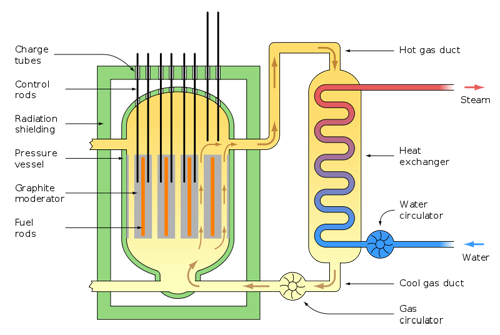 Charge
tubes
Control
rods
Radiation
shielding
Pressure
vessel
Graphite
moderator
Fuel
rods
Hot gas duct
Steam
Heat
exchanger
Water
circulator
Water
Cool gas duct
Gas
circulator